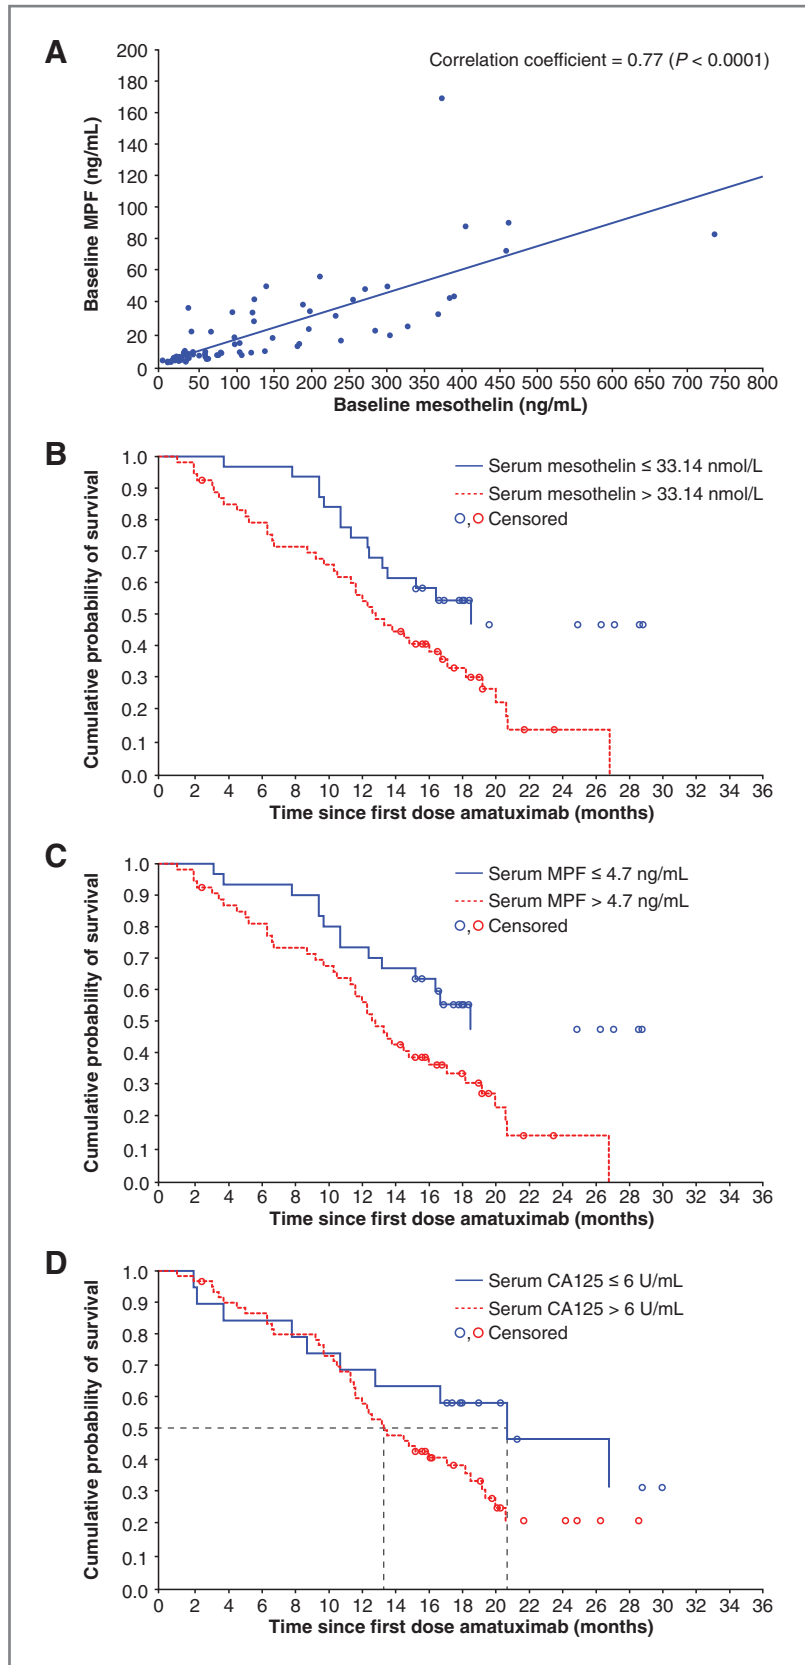 A
Correlation coefficient = 0.77 (P < 0.0001)
Baseline MPF (ng/mL)
200
180
160
140
120
100
80
60
40
20
0
0 50 100 150 200 250 300 350 400 450 500 550 600 650 700 750 800
Baseline mesothelin (ng/mL)
B
Serum mesothelin ≤ 33.14 nmol/L
Serum mesothelin > 33.14 nmol/L
, Censored
Cumulative probability of survival
1.0
0.9
0.8
0.7
0.6
0.5
0.4
0.3
0.2
0.1
0.0
0 2 4 6 8 10 12 14 16 18 20 22 24 26 28 30 32 34 36
Time since first dose amatuximab (months)
C
Serum MPF ≤ 4.7 ng/mL
Serum MPF > 4.7 ng/mL
, Censored
Cumulative probability of survival
1.0
0.9
0.8
0.7
0.6
0.5
0.4
0.3
0.2
0.1
0.0
0 2 4 6 8 10 12 14 16 18 20 22 24 26 28 30 32 34 36
Time since first dose amatuximab (months)
D
Serum CA125 ≤ 6 U/mL
Serum CA125 > 6 U/mL
, Censored
Cumulative probability of survival
1.0
0.9
0.8
0.7
0.6
0.5
0.4
0.3
0.2
0.1
0.0
0 2 4 6 8 10 12 14 16 18 20 22 24 26 28 30 32 34 36
Time since first dose amatuximab (months)